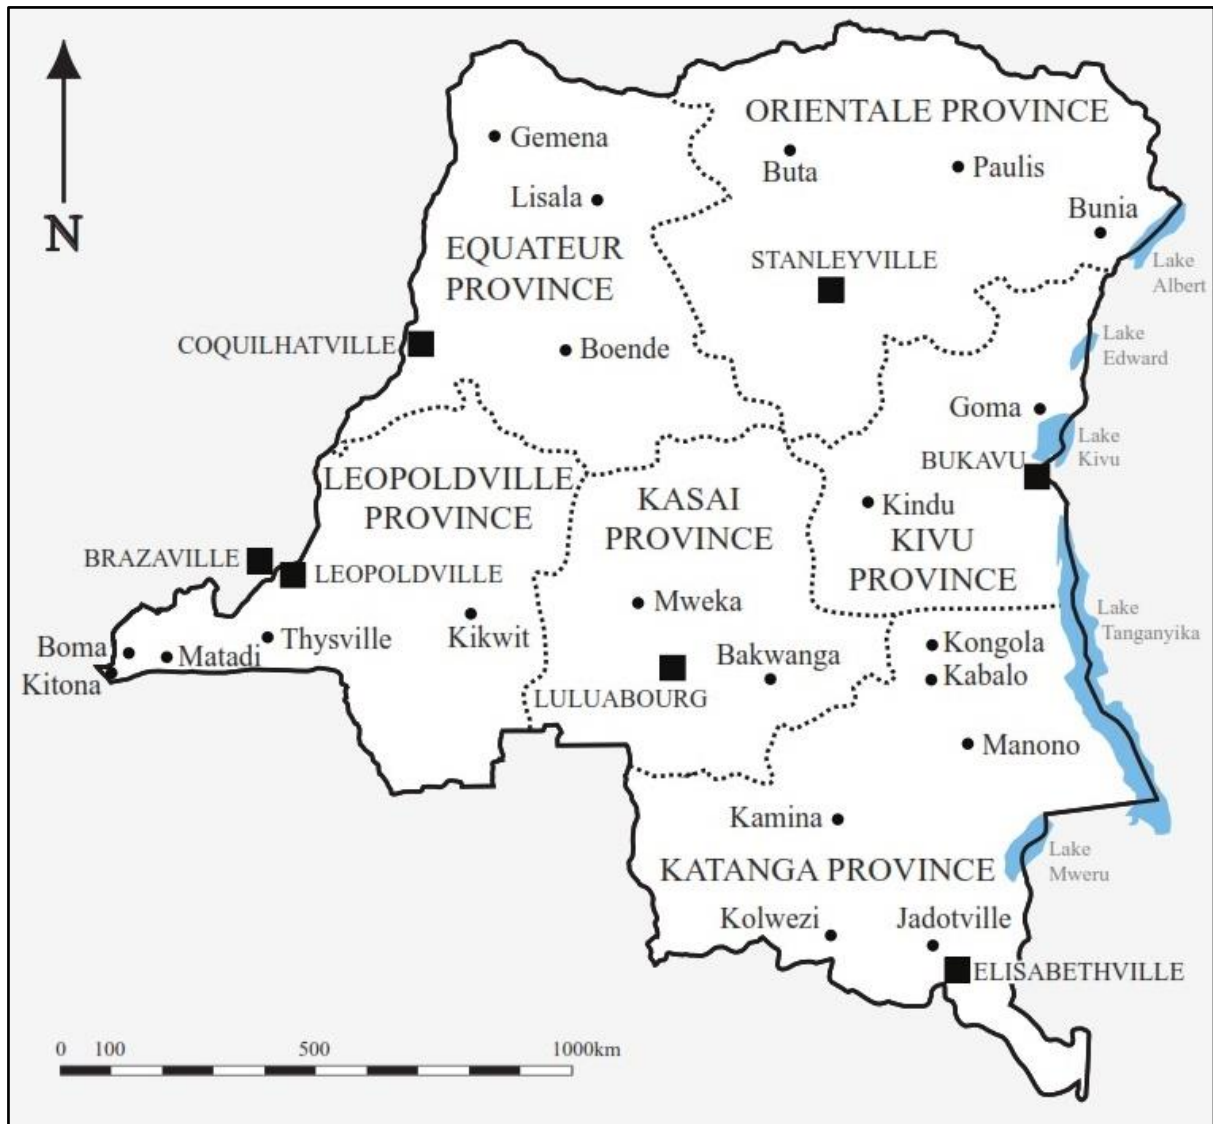 ORIENTALE PROVINCE
Gemena
Buta
Paulis
Lisala
Bunia
EQUATEUR
PROVINCE
STANLEYVILLE
Lake
Albert
COQUILHATVILLE
Boende
Lake
Edward
Goma
Lake
Kivu
BUKAVU
LEOPOLDVILLE
PROVINCE
KASAI
PROVINCE
Kindu
KIVU
PROVINCE
BRAZAVILLE
LEOPOLDVILLE
Mweka
Lake
Tanganyika
Boma
Matadi
Thysville
Kikwit
Kitona
Bakwanga
LULUABOURG
Kongola
Kabalo
Manono
Kamina
KATANGA PROVINCE
Lake
Mweru
Kolwezi
Jadotville
ELISABETHVILLE
N
0 100 500 1000km